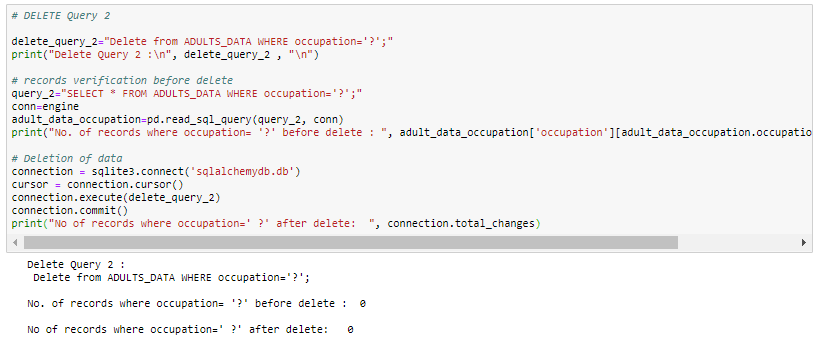 # DELETE Query 2
delete_query_2="Delete from ADULTS_DATA WHERE occupation='?';"
print("Delete Query 2 :\n", delete_query_2 , "\n")
# records verification before delete
query_2="SELECT * FROM ADULTS_DATA WHERE occupation='?';"
conn=engine
adult_data_occupation=pd.read_sql_query(query_2, conn)
print("No. of records where occupation= '?' before delete : ", adult_data_occupation['occupation'][adult_data_occupation.occupatio
# Deletion of data
connection = sqlite3.connect('sqlalchemydb.db')
cursor = connection.cursor()
connection.execute(delete_query_2)
connection.commit()
print("No of records where occupation=' ?' after delete:  ", connection.total_changes)
Delete Query 2 :
Delete from ADULTS_DATA WHERE occupation='?';
No. of records where occupation= '?' before delete :  0
No of records where occupation=' ?' after delete:   0